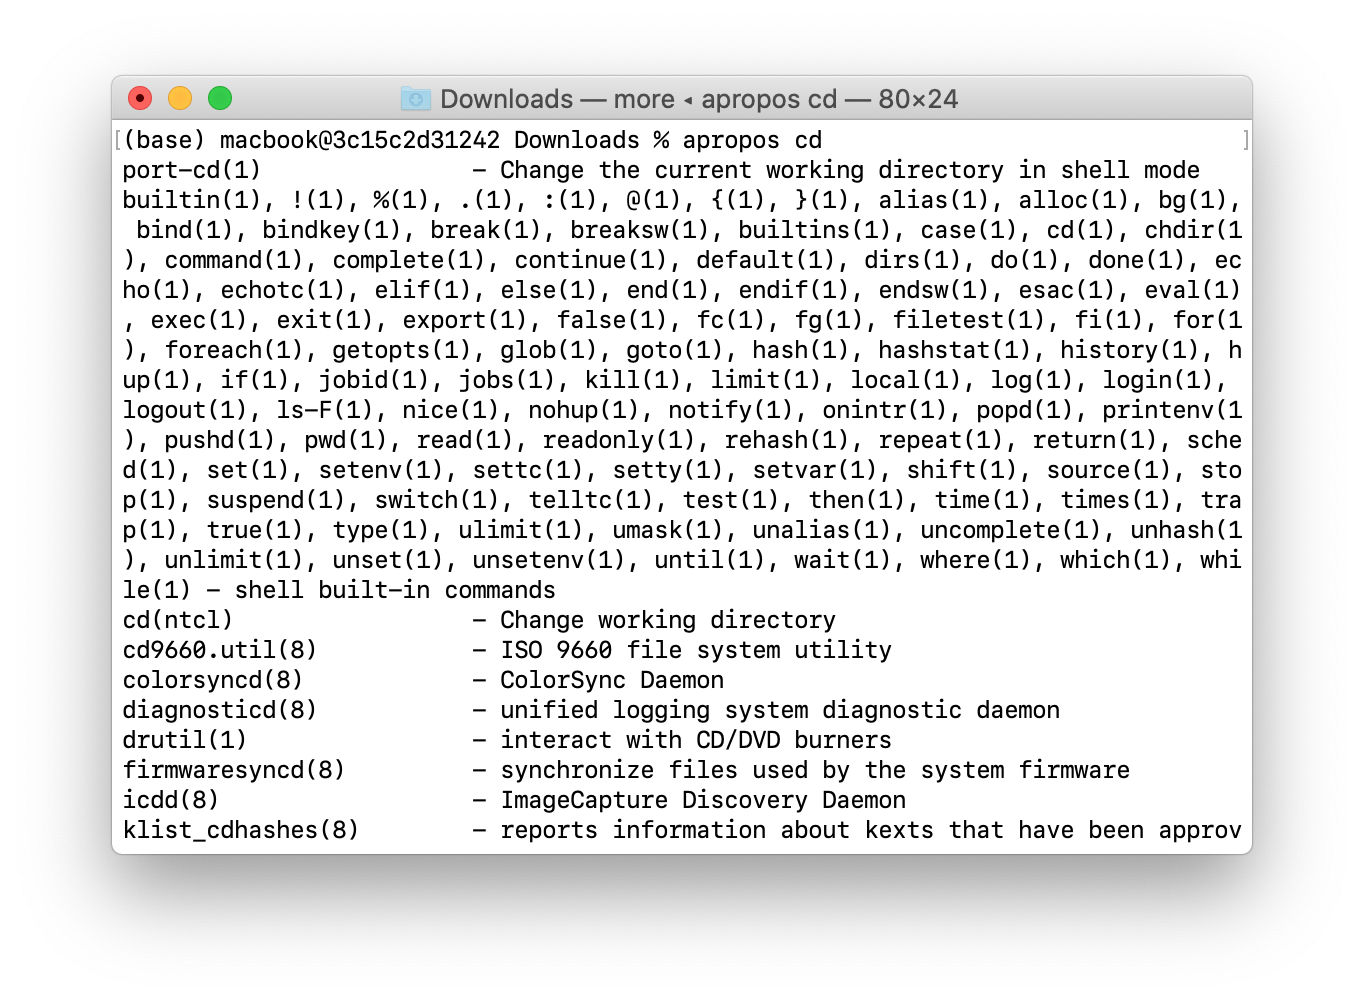 Downloads — more ◂ apropos cd — 80×24
[(base) macbook@3c15c2d31242 Downloads % apropos cd ]
port-cd(1)               - Change the current working directory in shell mode
builtin(1), !(1), %(1), .(1), :(1), @(1), {(1), }(1), alias(1), alloc(1), bg(1),
 bind(1), bindkey(1), break(1), breaksw(1), builtins(1), case(1), cd(1), chdir(1
), command(1), complete(1), continue(1), default(1), dirs(1), do(1), done(1), ec
ho(1), echotc(1), elif(1), else(1), end(1), endif(1), endsw(1), esac(1), eval(1)
, exec(1), exit(1), export(1), false(1), fc(1), fg(1), filetest(1), fi(1), for(1
), foreach(1), getopts(1), glob(1), goto(1), hash(1), hashstat(1), history(1), h
up(1), if(1), jobid(1), jobs(1), kill(1), limit(1), local(1), log(1), login(1),
logout(1), ls-F(1), nice(1), nohup(1), notify(1), onintr(1), popd(1), printenv(1
), pushd(1), pwd(1), read(1), readonly(1), rehash(1), repeat(1), return(1), sche
d(1), set(1), setenv(1), settc(1), setty(1), setvar(1), shift(1), source(1), sto
p(1), suspend(1), switch(1), telltc(1), test(1), then(1), time(1), times(1), tra
p(1), true(1), type(1), ulimit(1), umask(1), unalias(1), uncomplete(1), unhash(1
), unlimit(1), unset(1), unsetenv(1), until(1), wait(1), where(1), which(1), whi
le(1) - shell built-in commands
cd(ntcl)                 - Change working directory
cd9660.util(8)           - ISO 9660 file system utility
colorsyncd(8)            - ColorSync Daemon
diagnosticd(8)           - unified logging system diagnostic daemon
drutil(1)                - interact with CD/DVD burners
firmwaresyncd(8)         - synchronize files used by the system firmware
icdd(8)                  - ImageCapture Discovery Daemon
klist_cdhashes(8)        - reports information about kexts that have been approv